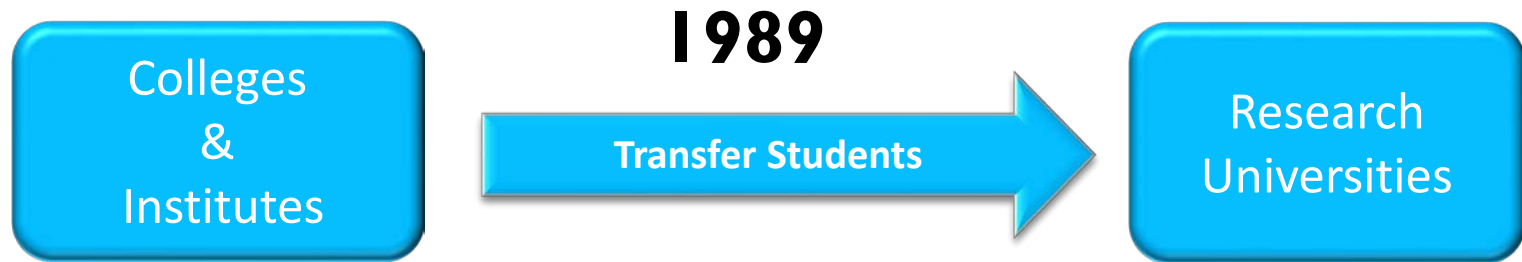 1989
Colleges
&
Institutes
Transfer Students
Research
Universities